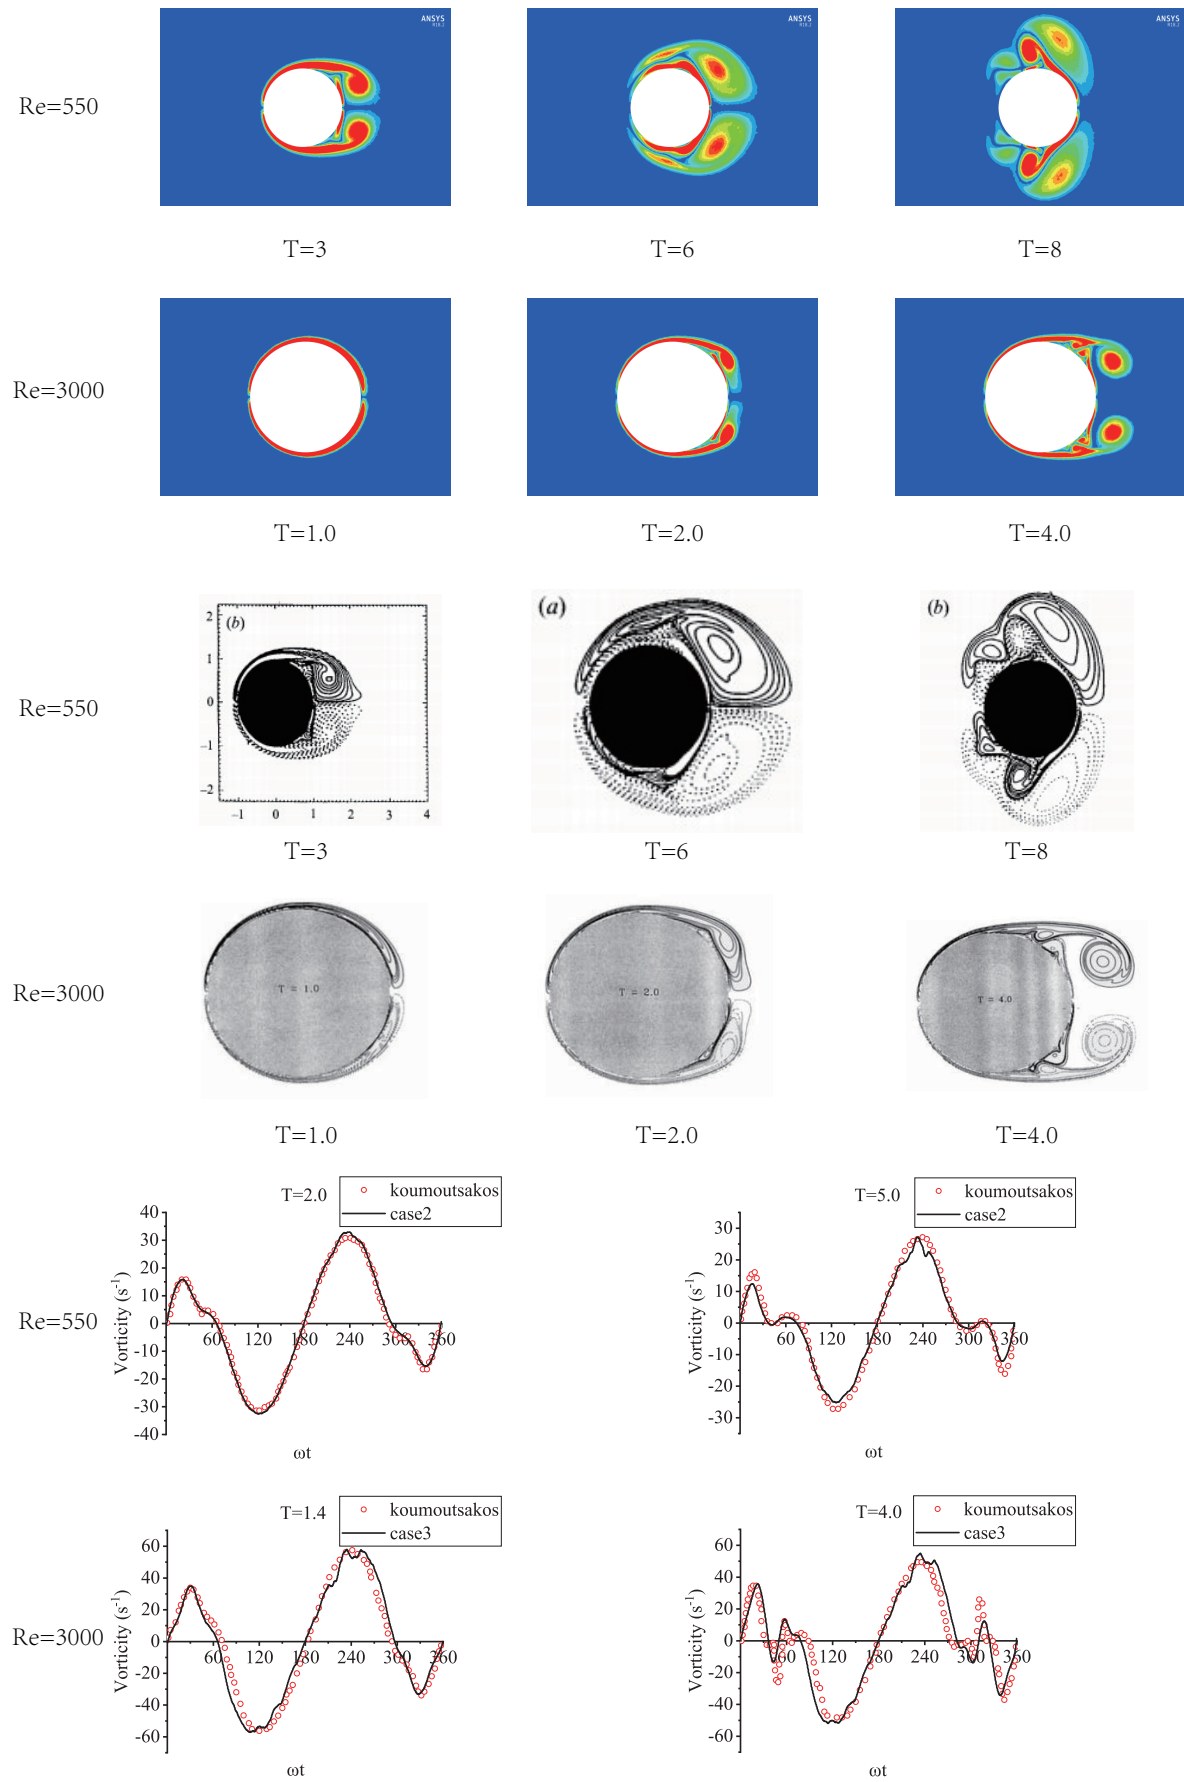 ANSYS
R18.2
ANSYS
R18.2
ANSYS
R18.2
Re=550
T=3
T=6
T=8
Re=3000
T=1.0
T=2.0
T=4.0
(b)
2
1
0
-1
-2
-1
0
1
2
3
4
(a)
(b)
Re=550
T=3
T=6
T=8
Re=3000
T = 1.0
T = 2.0
T = 4.0
T=1.0
T=2.0
T=4.0
Re=550
T=2.0
koumoutsakos
case2
40
30
20
10
0
-10
-20
-30
-40
60
120
180
240
300
360
Vorticity (s⁻¹)
ωt
T=5.0
koumoutsakos
case2
30
20
10
0
-10
-20
-30
60
120
180
240
300
360
Vorticity (s⁻¹)
ωt
Re=3000
T=1.4
koumoutsakos
case3
60
40
20
0
-20
-40
-60
60
120
180
240
300
360
Vorticity (s⁻¹)
ωt
T=4.0
koumoutsakos
case3
60
40
20
0
-20
-40
-60
60
120
180
240
300
360
Vorticity (s⁻¹)
ωt